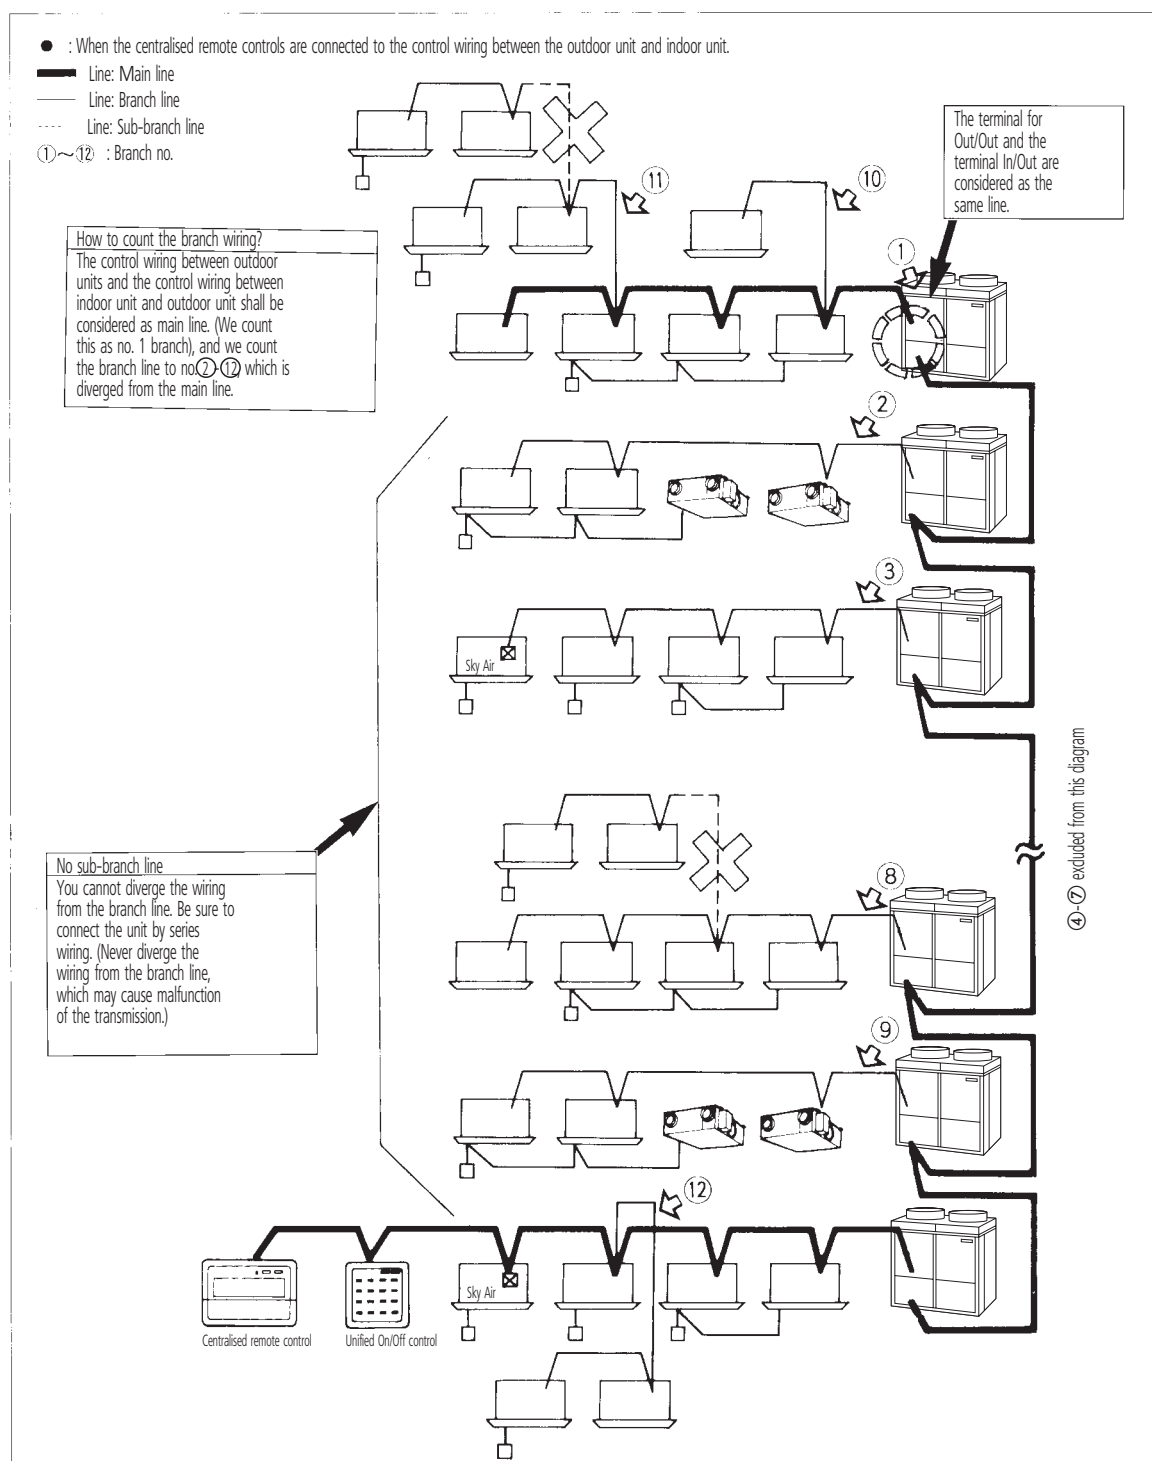 ● : When the centralised remote controls are connected to the control wiring between the outdoor unit and indoor unit.
Line: Main line
Line: Branch line
Line: Sub-branch line
①～⑫ : Branch no.
The terminal for
Out/Out and the
terminal In/Out are
considered as the
same line.
⑪
⑩
How to count the branch wiring?
The control wiring between outdoor
units and the control wiring between
indoor unit and outdoor unit shall be
considered as main line. (We count
this as no. 1 branch), and we count
the branch line to no.②-⑫ which is
diverged from the main line.
①
②
③
Sky Air
④-⑦ excluded from this diagram
No sub-branch line
You cannot diverge the wiring
from the branch line. Be sure to
connect the unit by series
wiring. (Never diverge the
wiring from the branch line,
which may cause malfunction
of the transmission.)
⑧
⑨
⑫
Sky Air
Centralised remote control
Unified On/Off control